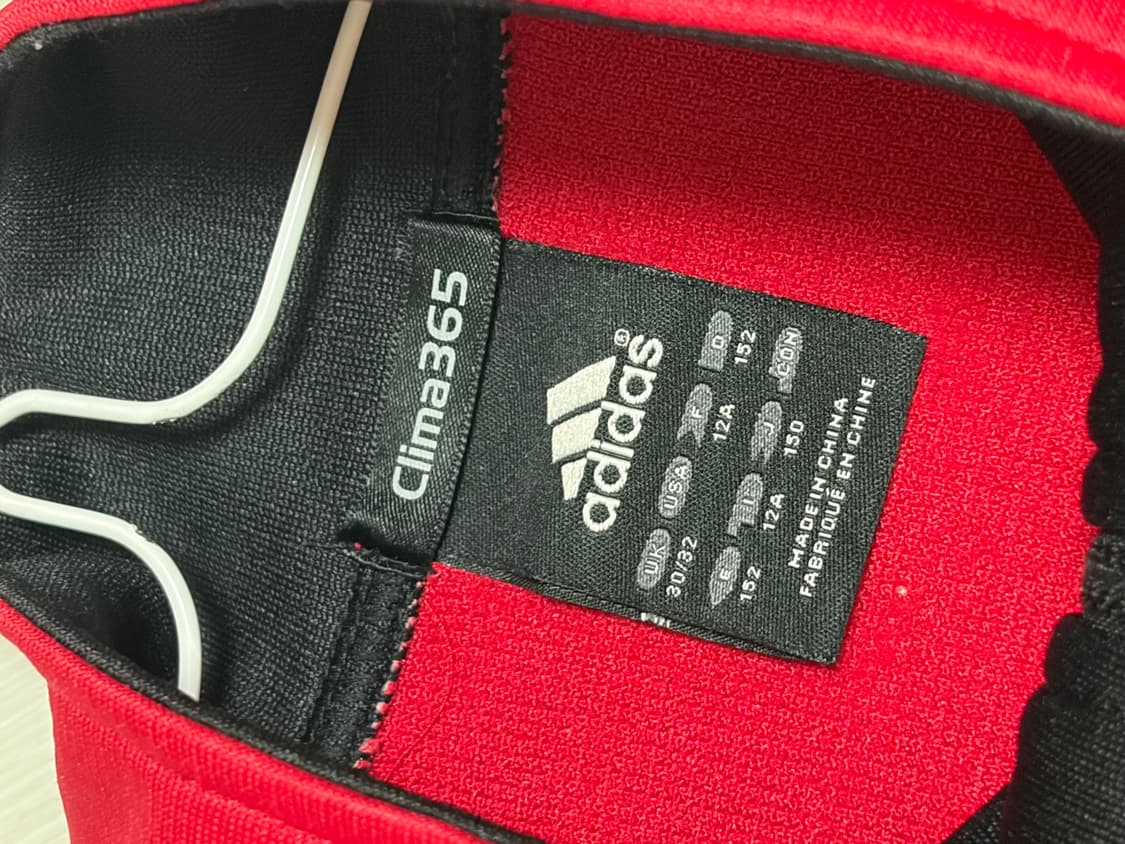 Clima365
adidas®
UK USA F D
30/32 12A 152
E J CON
152 12A 150
MADE IN CHINA
FABRIQUÉ EN CHINE